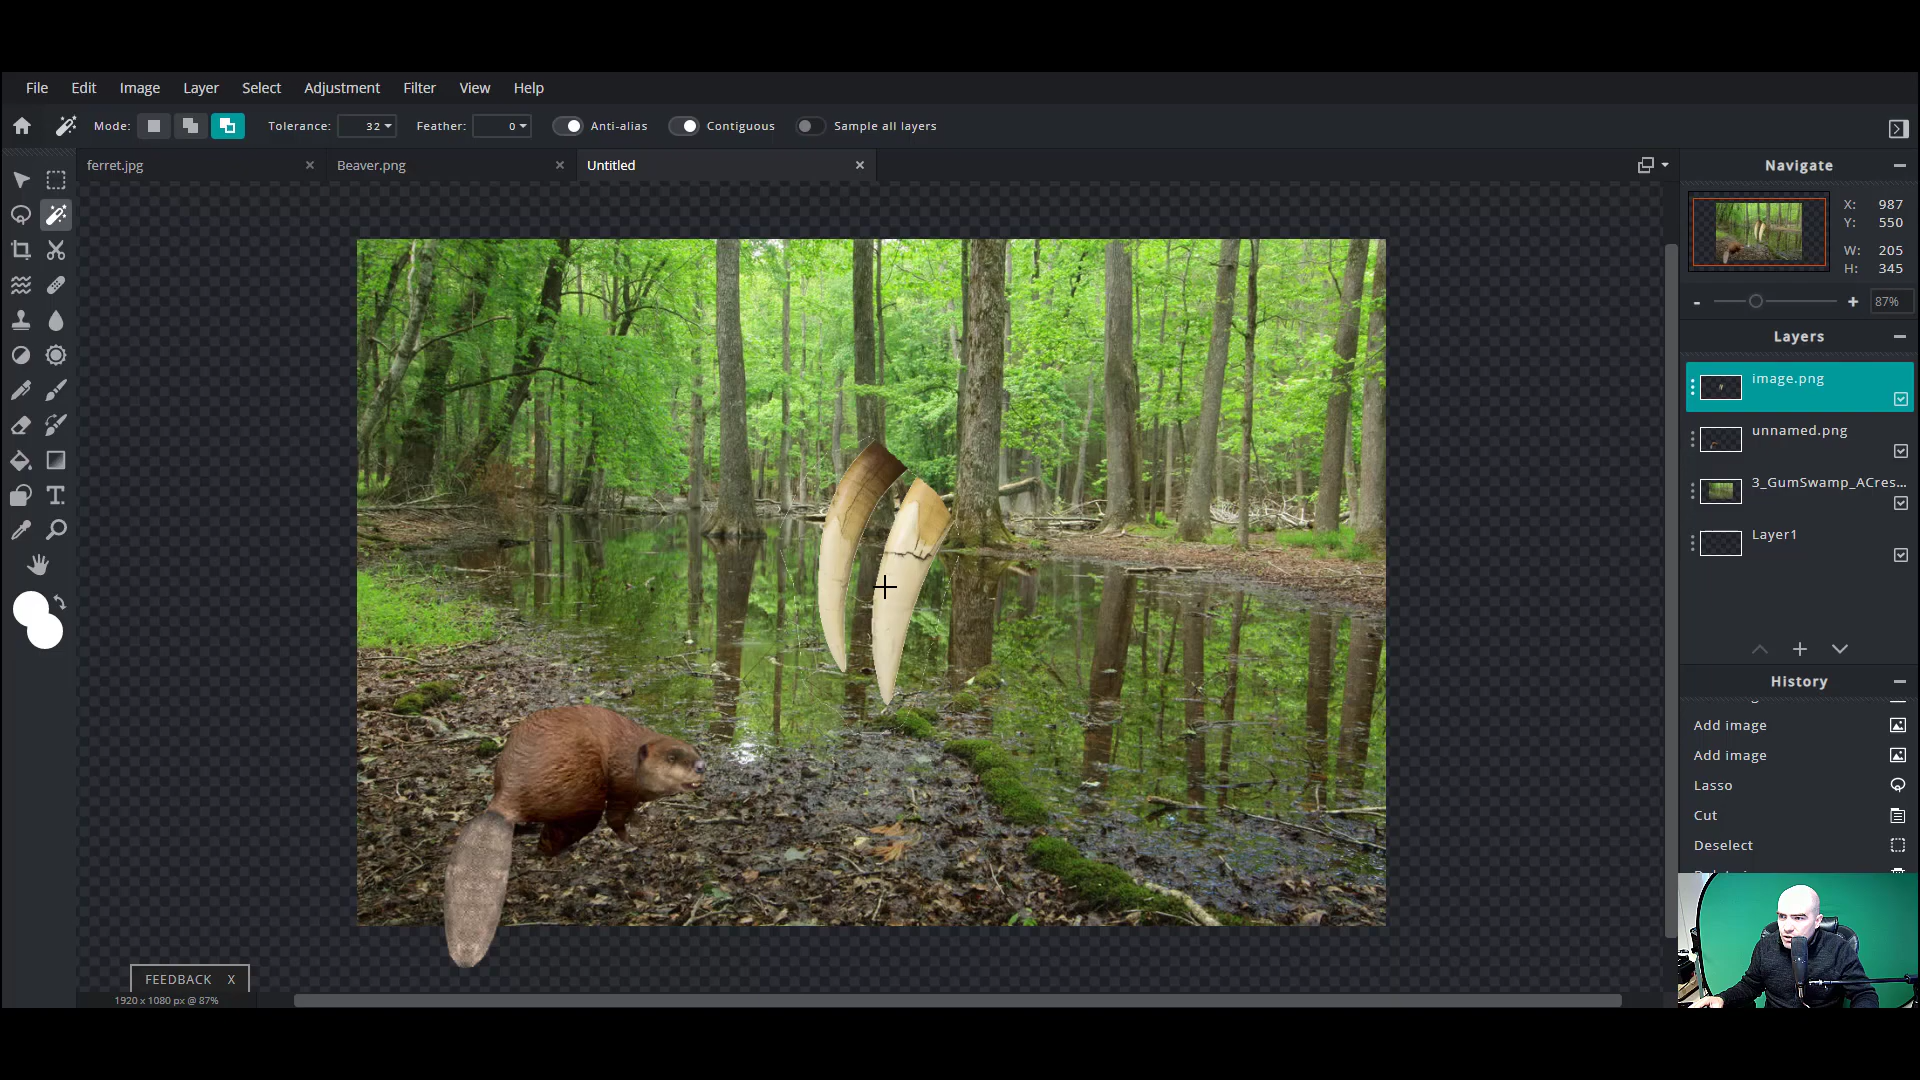 File Edit Image Layer Select Adjustment Filter View Help
Mode: Tolerance: 32 Feather: 0 Anti-alias Contiguous Sample all layers
ferret.jpg Beaver.png Untitled
Navigate
X: 987
Y: 550
W: 205
H: 345
87%
Layers
image.png
unnamed.png
3_GumSwamp_ACres...
Layer1
History
Add image
Add image
Lasso
Cut
Deselect
FEEDBACK X
1920 x 1080 px @ 87%